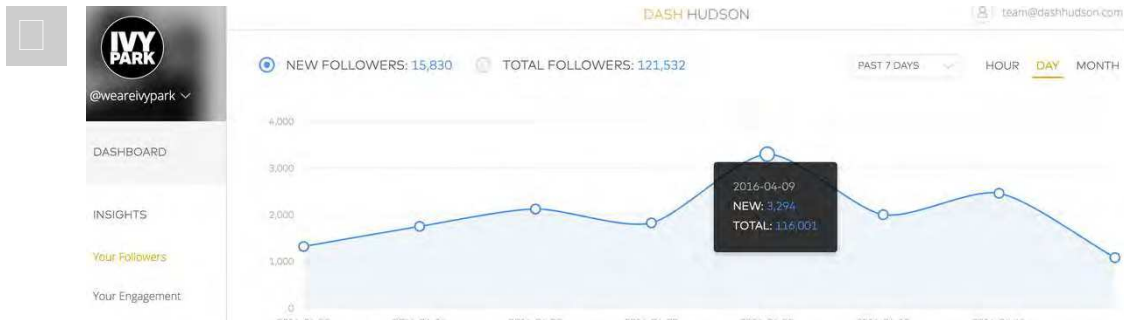 DASH HUDSON
team@dashhudson.com
IVY
PARK
@weareivypark
NEW FOLLOWERS: 15,830
TOTAL FOLLOWERS: 121,532
PAST 7 DAYS
HOUR DAY MONTH
DASHBOARD
INSIGHTS
Your Followers
Your Engagement
4,000
3,000
2,000
1,000
0
2016-04-09
NEW: 3,294
TOTAL: 116,001